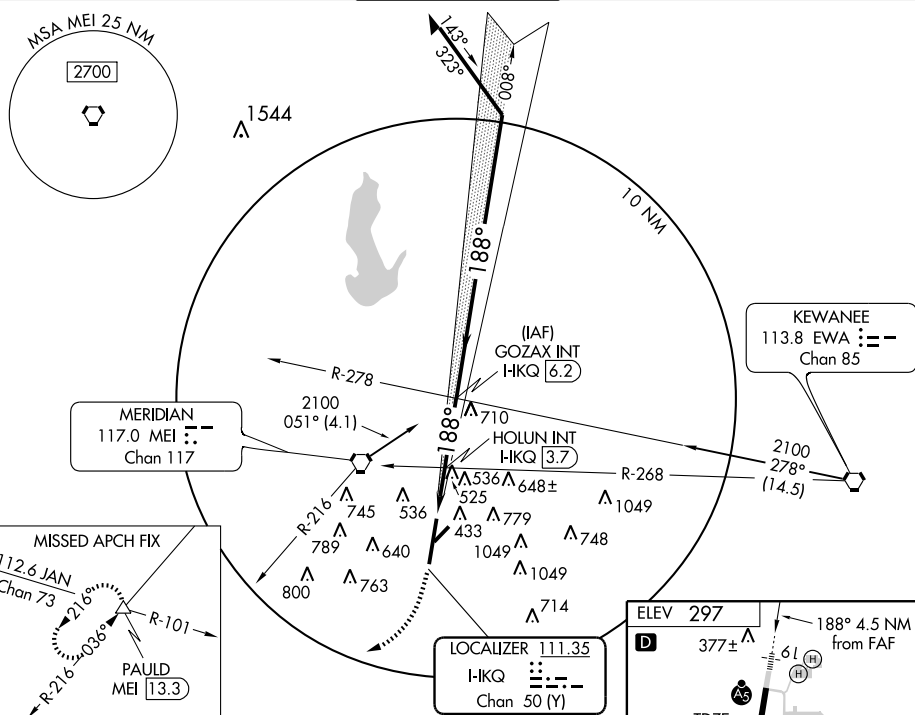 MSA MEI 25 NM
2700
1544
143°
323°
008°
10 NM
188°
(IAF)
GOZAX INT
I-IKQ 6.2
KEWANEE
113.8 EWA
Chan 85
R-278
2100
051° (4.1)
710
188°
MERIDIAN
117.0 MEI
Chan 117
HOLUN INT
I-IKQ 3.7
2100
278°
(14.5)
R-268
536
648±
525
1049
R-216
745
536
433
779
789
640
1049
748
800
763
1049
714
MISSED APCH FIX
112.6 JAN
Chan 73
216°
036°
R-101
R-216
PAULD
MEI 13.3
LOCALIZER 111.35
I-IKQ
Chan 50 (Y)
ELEV 297
D
377±
188° 4.5 NM
from FAF
19
H
H
A5